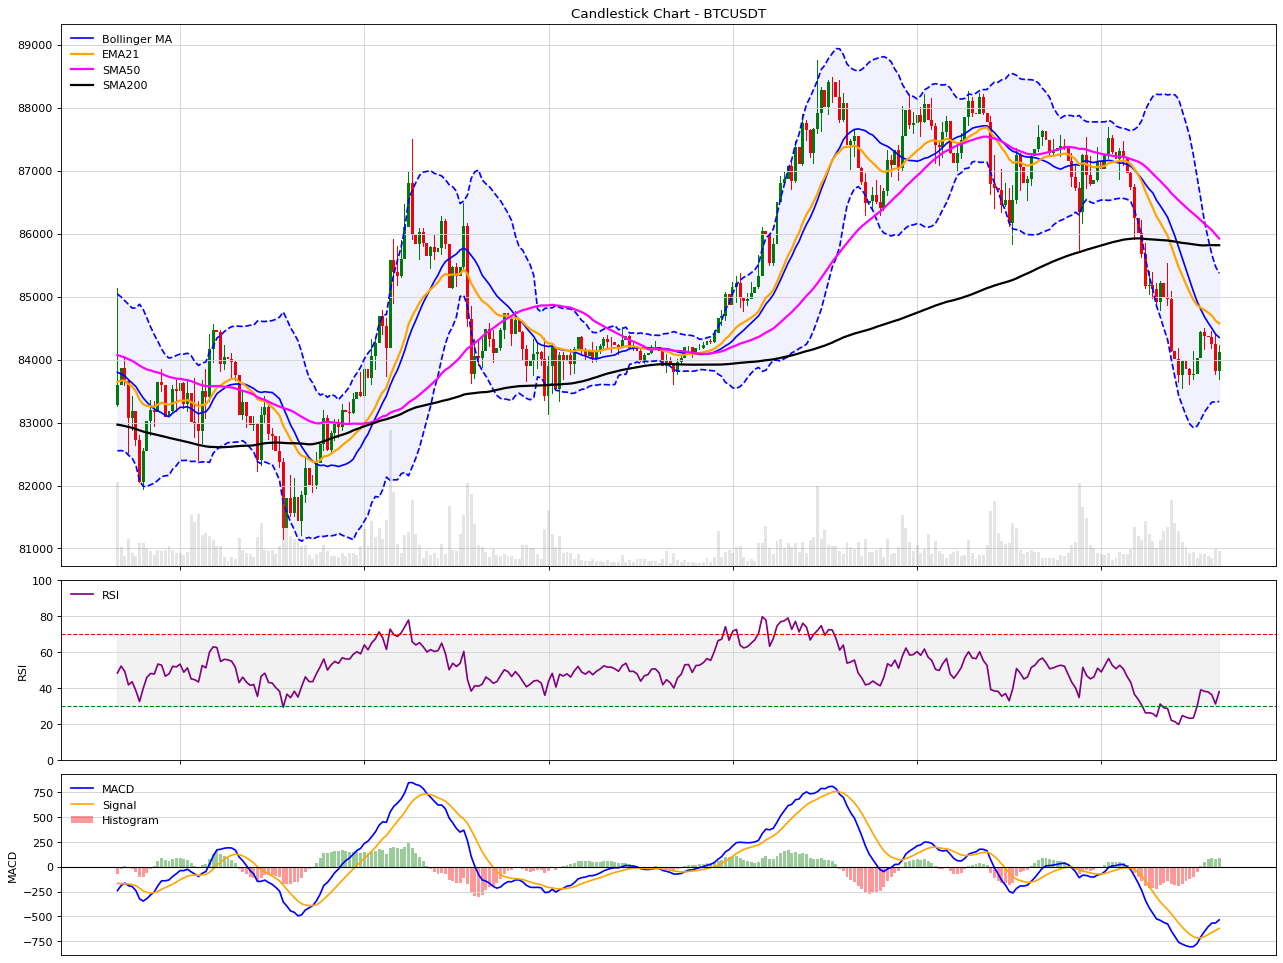 Candlestick Chart - BTCUSDT
Bollinger MA
EMA21
SMA50
SMA200
89000
88000
87000
86000
85000
84000
83000
82000
81000
RSI
100
80
60
40
20
0
RSI
MACD
Signal
Histogram
750
500
250
0
−250
−500
−750
MACD